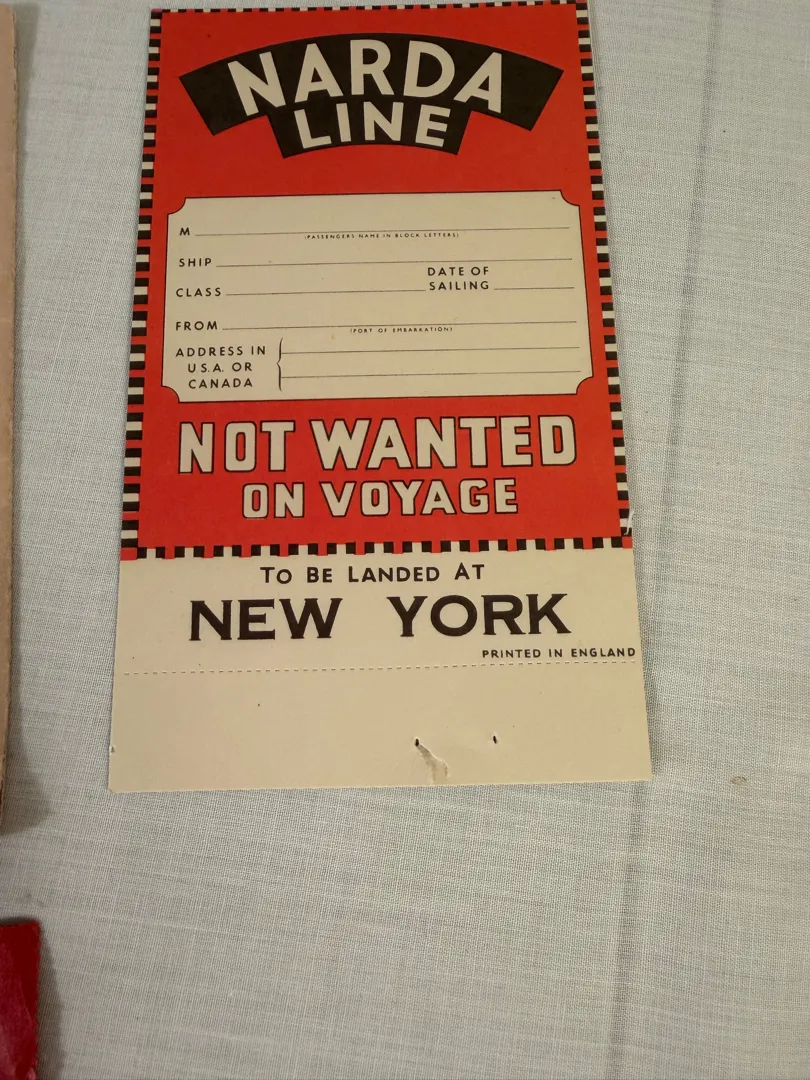 NARDA
LINE
M
(PASSENGERS NAME IN BLOCK LETTERS)
SHIP
CLASS DATE OF SAILING
FROM
(PORT OF EMBARKATION)
ADDRESS IN
U.S.A. OR
CANADA
NOT WANTED
ON VOYAGE
TO BE LANDED AT
NEW YORK
PRINTED IN ENGLAND